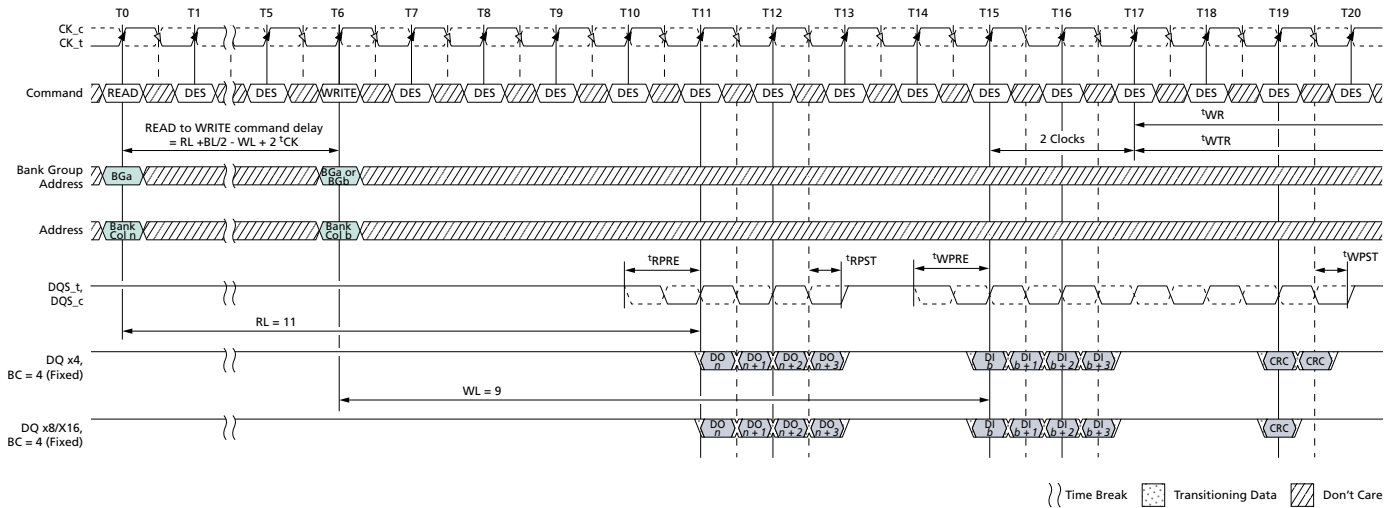 T0 T1 T5 T6 T7 T8 T9 T10 T11 T12 T13 T14 T15 T16 T17 T18 T19 T20
CK_c
CK_t
Command READ DES DES WRITE DES DES DES DES DES DES DES DES DES DES DES DES DES DES
READ to WRITE command delay
= RL +BL/2 - WL + 2 tCK
tWR
2 Clocks
tWTR
Bank Group
Address
BGa
BGa or
BGb
Address
Bank
Col n
Bank
Col b
tRPRE
tRPST
tWPRE
tWPST
DQS_t,
DQS_c
RL = 11
DQ x4,
BC = 4 (Fixed)
DO
n
DO
n + 1
DO
n + 2
DO
n + 3
DI
b
DI
b + 1
DI
b + 2
DI
b + 3
CRC
CRC
WL = 9
DQ x8/X16,
BC = 4 (Fixed)
DO
n
DO
n + 1
DO
n + 2
DO
n + 3
DI
b
DI
b + 1
DI
b + 2
DI
b + 3
CRC
Time Break
Transitioning Data
Don't Care